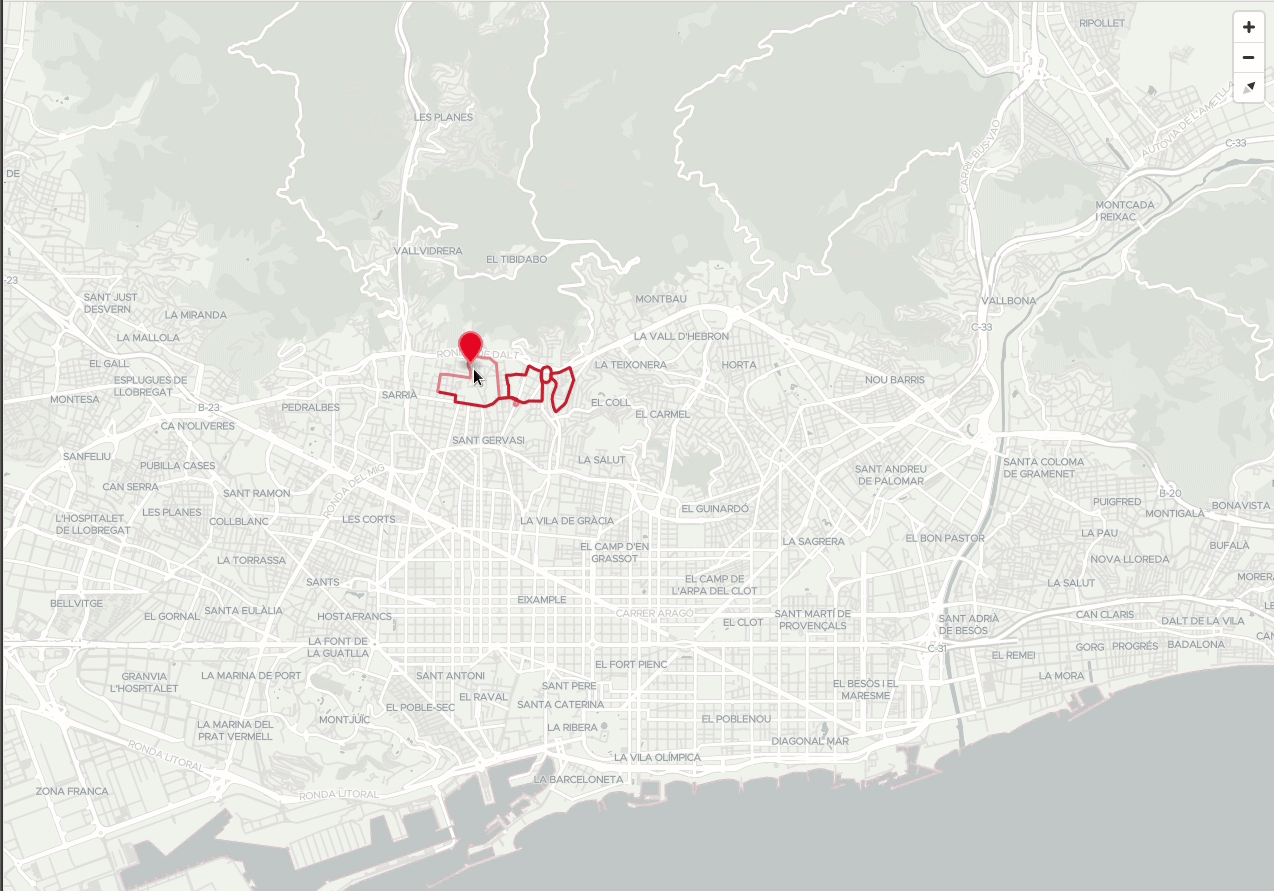 RIPOLLET
LES PLANES
AUTOVIA DE L'AMETLLA
C-33
CARRIL BUS-VAO
DE
MONTCADA
I REIXAC
VALLVIDRERA
EL TIBIDABO
-23
SANT JUST
DESVERN
LA MIRANDA
MONTBAU
VALLBONA
C-33
LA MALLOLA
LA VALL D'HEBRON
EL GALL
LA TEIXONERA
HORTA
ESPLUGUES DE
LLOBREGAT
NOU BARRIS
MONTESA
B-23
PEDRALBES
SARRIÀ
EL COLL
EL CARMEL
CA N'OLIVERES
SANT GERVASI
SANFELIU
PUBILLA CASES
LA SALUT
SANT ANDREU
DE PALOMAR
SANTA COLOMA
DE GRAMENET
CAN SERRA
SANT RAMON
RONDA DEL MIG
B-20
PUIGFRED
MONTIGALÀ
BONAVISTA
L'HOSPITALET
DE LLOBREGAT
LES PLANES
COLLBLANC
LES CORTS
LA VILA DE GRÀCIA
EL GUINARDÓ
LA SAGRERA
EL BON PASTOR
LA PAU
BUFALÀ
LA TORRASSA
EL CAMP D'EN
GRASSOT
NOVA LLOREDA
SANTS
EL CAMP DE
L'ARPA DEL CLOT
LA SALUT
MORERA
BELLVITGE
EL GORNAL
SANTA EULÀLIA
HOSTAFRANCS
EIXAMPLE
CARRER ARAGÓ
EL CLOT
SANT MARTÍ DE
PROVENÇALS
SANT ADRIÀ
DE BESÒS
CAN CLARIS
DALT DE LA VILA
LE
CAN
LA FONT DE
LA GUATLLA
C-31
EL REMEI
GORG
PROGRÉS
BADALONA
GRANVIA
L'HOSPITALET
LA MARINA DE PORT
SANT ANTONI
EL FORT PIENC
LA MORA
SANT PERE
EL BESÒS I EL
MARESME
EL RAVAL
EL POBLE-SEC
SANTA CATERINA
MONTJUÏC
LA RIBERA
EL POBLENOU
LA MARINA DEL
PRAT VERMELL
DIAGONAL MAR
RONDA LITORAL
LA VILA OLÍMPICA
LA BARCELONETA
ZONA FRANCA
RONDA LITORAL